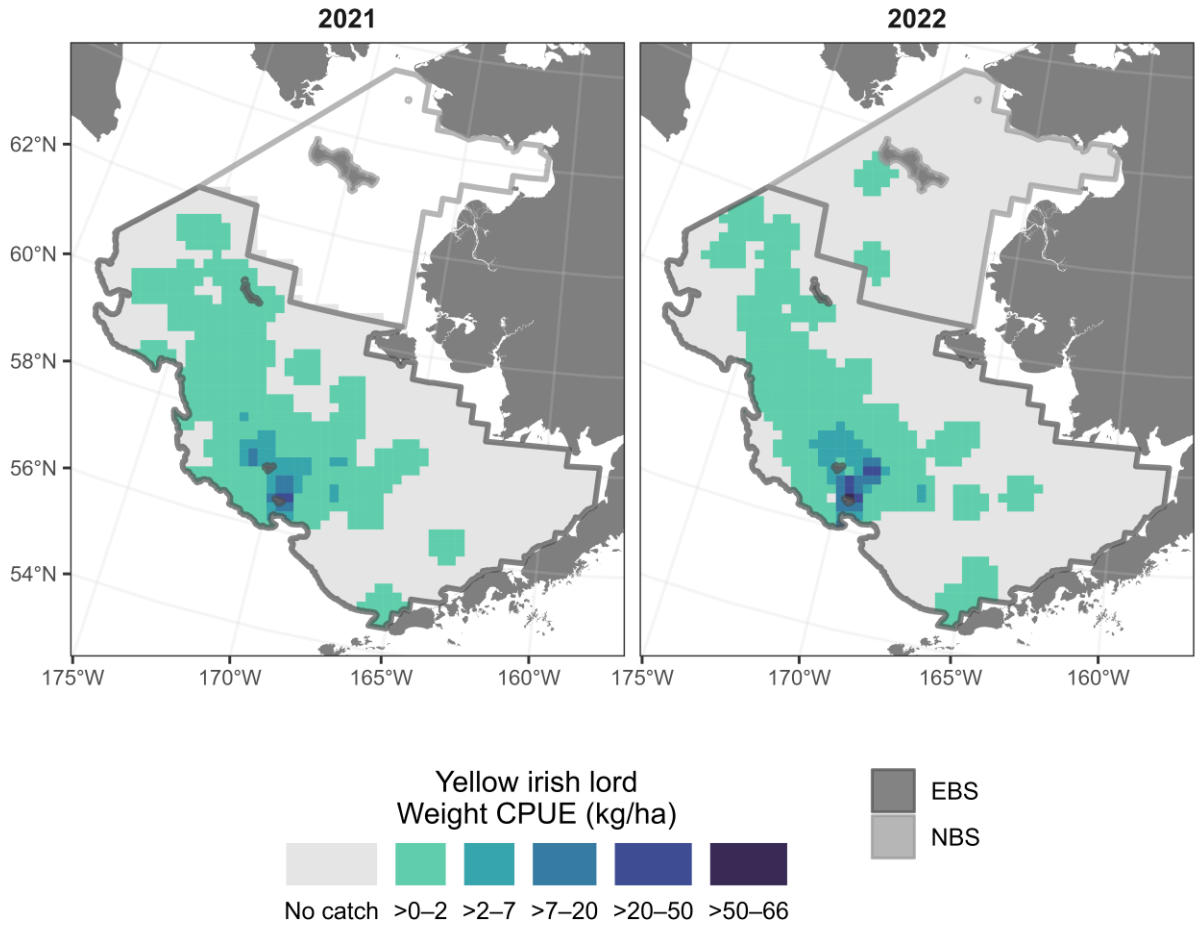 2021
2022
62°N
60°N
58°N
56°N
54°N
175°W 170°W 165°W 160°W
175°W 170°W 165°W 160°W
Yellow irish lord
Weight CPUE (kg/ha)
No catch >0–2 >2–7 >7–20 >20–50 >50–66
EBS
NBS